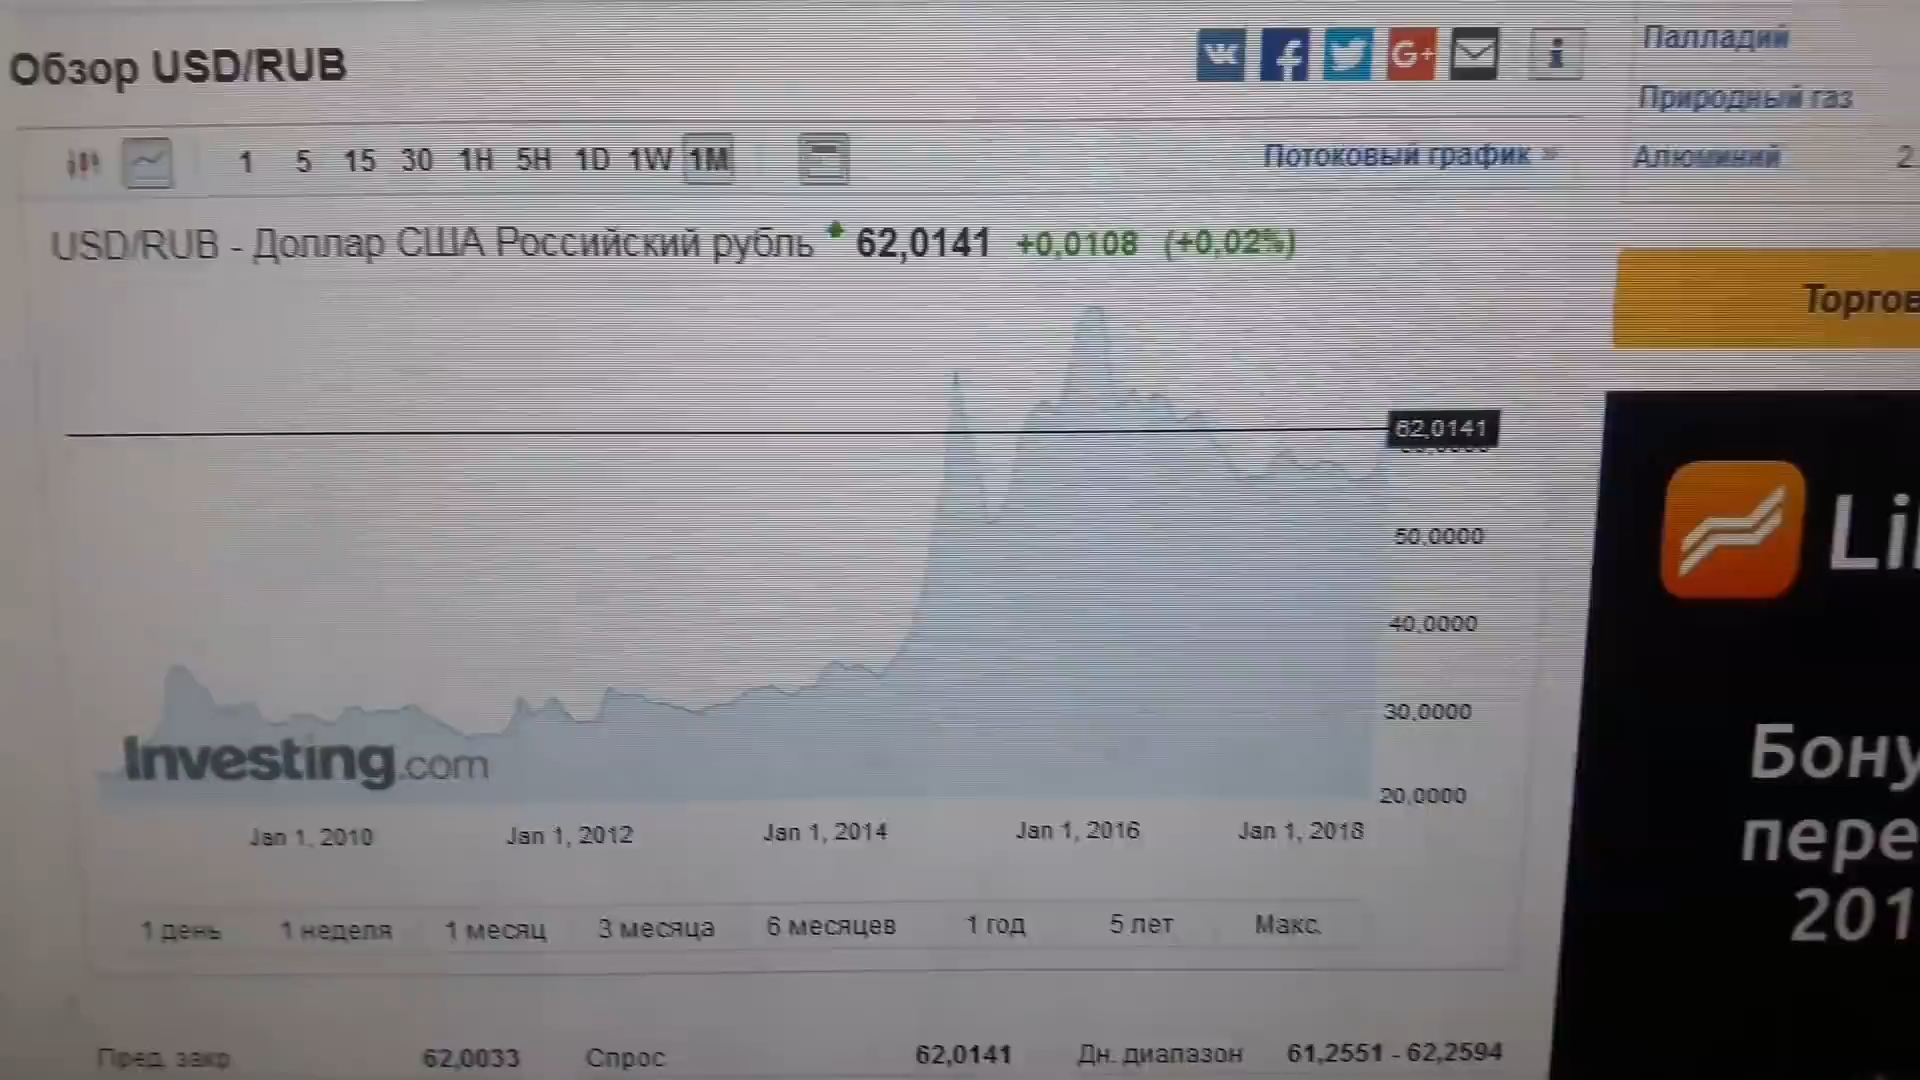 Обзор USD/RUB
1 5 15 30 1H 5H 1D 1W 1M
Потоковый график »
USD/RUB - Доллар США Российский рубль 62,0141 +0,0108 (+0,02%)
62,0141
50,0000
40,0000
30,0000
20,0000
Investing.com
Jan 1, 2010 Jan 1, 2012 Jan 1, 2014 Jan 1, 2016 Jan 1, 2018
1 день 1 неделя 1 месяц 3 месяца 6 месяцев 1 год 5 лет Макс.
Пред. закр. 62,0033 Спрос 62,0141 Дн. диапазон 61,2551 - 62,2594
Палладий
Природный газ
Алюминий 2
Торгов
Li
Бону
пере
201